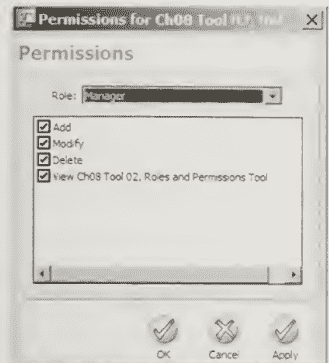 Permissions for Ch08 Tool 02,
Permissions
Role: Manager
Add
Modify
Delete
View Ch08 Tool 02, Roles and Permissions Tool
OK Cancel Apply